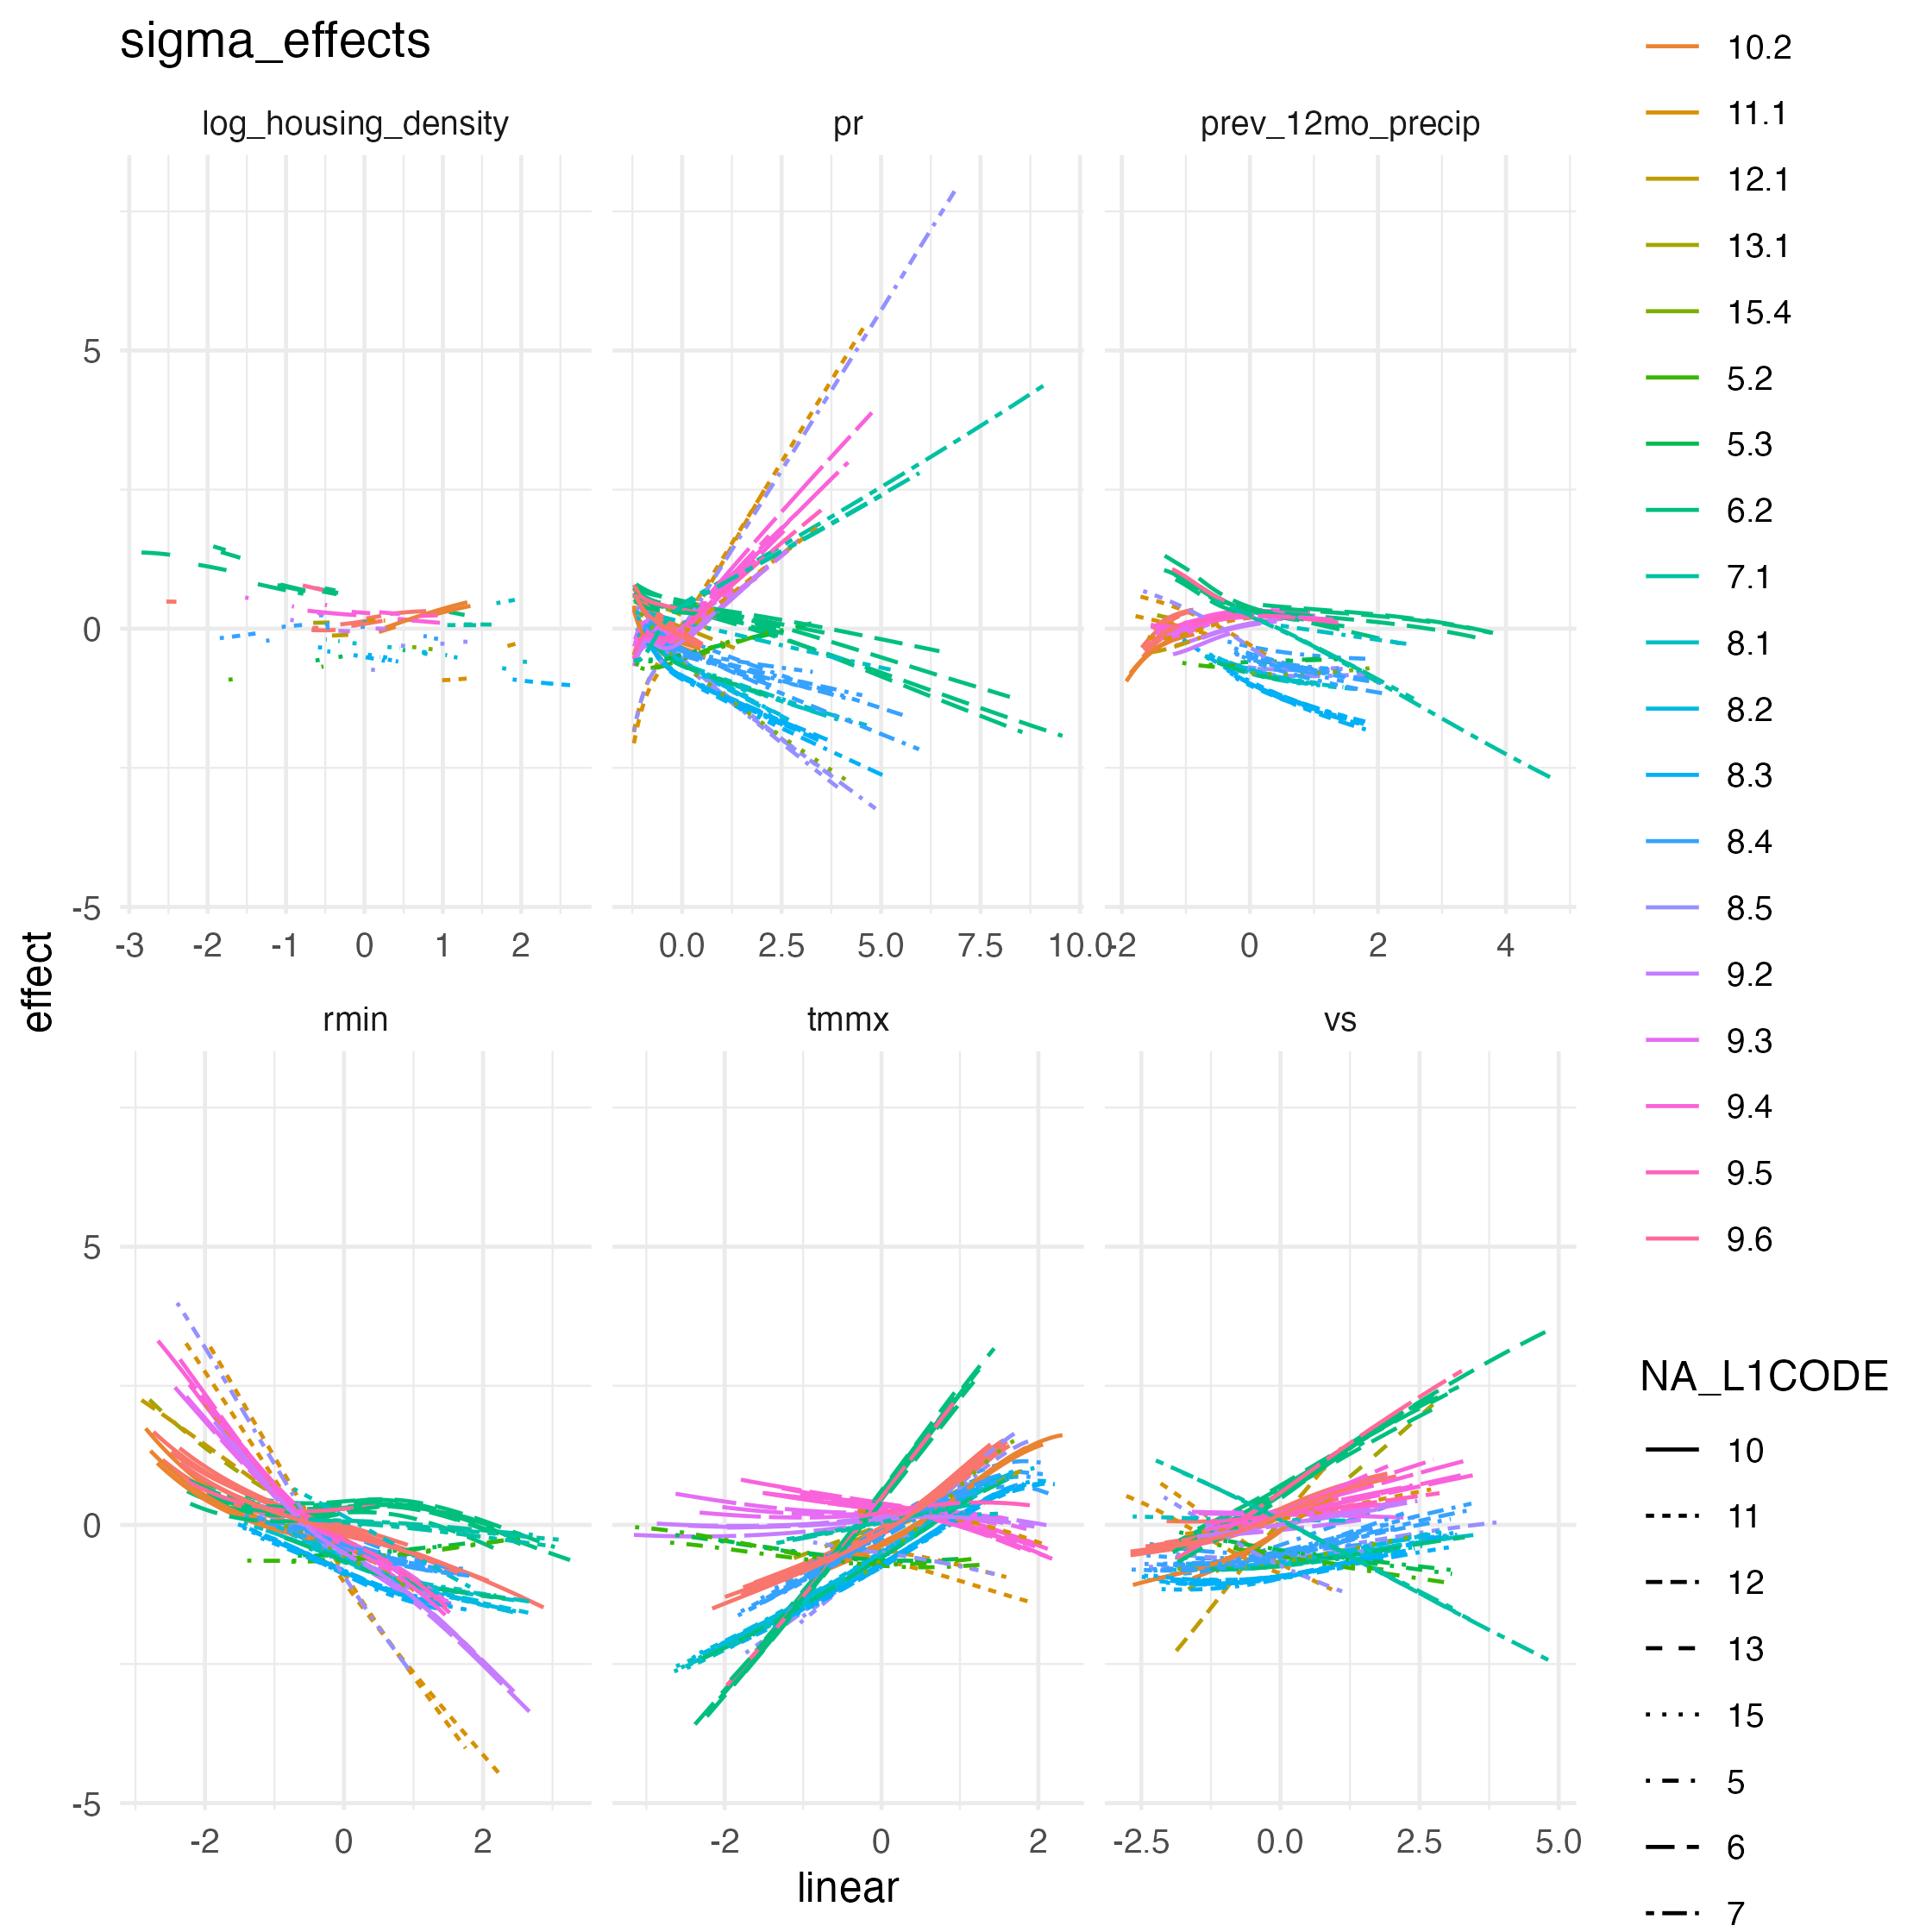 sigma_effects
log_housing_density
pr
prev_12mo_precip
5
0
-5
-3 -2 -1 0 1 2
0.0 2.5 5.0 7.5 10.0
-2 0 2 4
effect
rmin
tmmx
vs
5
0
-5
-2 0 2
-2 0 2
-2.5 0.0 2.5 5.0
linear
10.2
11.1
12.1
13.1
15.4
5.2
5.3
6.2
7.1
8.1
8.2
8.3
8.4
8.5
9.2
9.3
9.4
9.5
9.6
NA_L1CODE
10
11
12
13
15
5
6
7